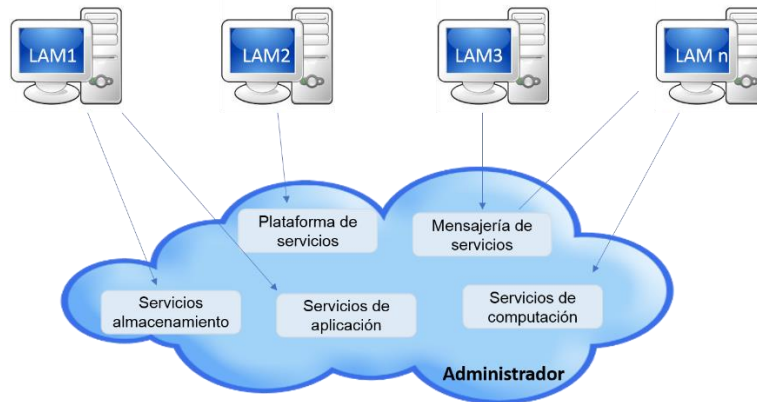 LAM1
LAM2
LAM3
LAM n
Plataforma de
servicios
Mensajería de
servicios
Servicios
almacenamiento
Servicios de
aplicación
Servicios de
computación
Administrador